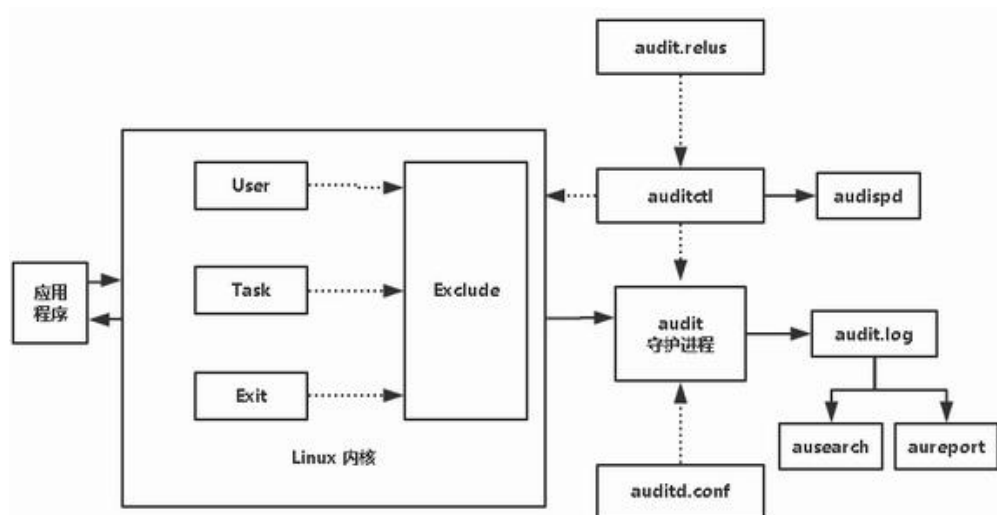 audit.relus
User
auditctl
audispd
应用
程序
Task
Exclude
audit
守护进程
audit.log
Exit
ausearch
aureport
Linux 内核
auditd.conf